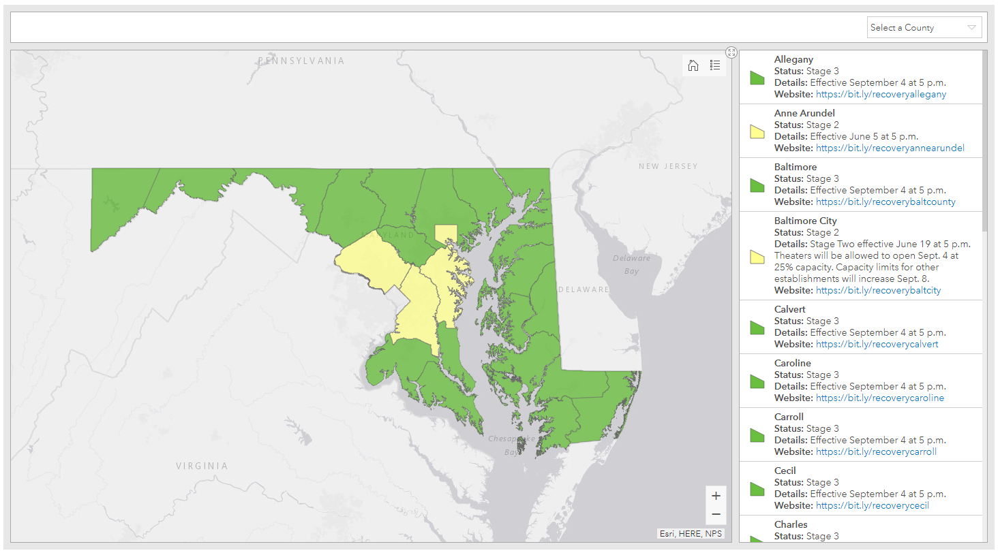 Select a County
PENNSYLVANIA
NEW JERSEY
MARYLAND
Delaware
Bay
DELAWARE
Chesapeake
Bay
VIRGINIA
Esri, HERE, NPS
Allegany
Status: Stage 3
Details: Effective September 4 at 5 p.m.
Website: https://bit.ly/recoveryallegany
Anne Arundel
Status: Stage 2
Details: Effective June 5 at 5 p.m.
Website: https://bit.ly/recoveryannearundel
Baltimore
Status: Stage 3
Details: Effective September 4 at 5 p.m.
Website: https://bit.ly/recoverybaltcounty
Baltimore City
Status: Stage 2
Details: Stage Two effective June 19 at 5 p.m.
Theaters will be allowed to open Sept. 4 at
25% capacity. Capacity limits for other
establishments will increase Sept. 8.
Website: https://bit.ly/recoverybaltcity
Calvert
Status: Stage 3
Details: Effective September 4 at 5 p.m.
Website: https://bit.ly/recoverycalvert
Caroline
Status: Stage 3
Details: Effective September 4 at 5 p.m.
Website: https://bit.ly/recoverycaroline
Carroll
Status: Stage 3
Details: Effective September 4 at 5 p.m.
Website: https://bit.ly/recoverycarroll
Cecil
Status: Stage 3
Details: Effective September 4 at 5 p.m.
Website: https://bit.ly/recoverycecil
Charles
Status: Stage 3